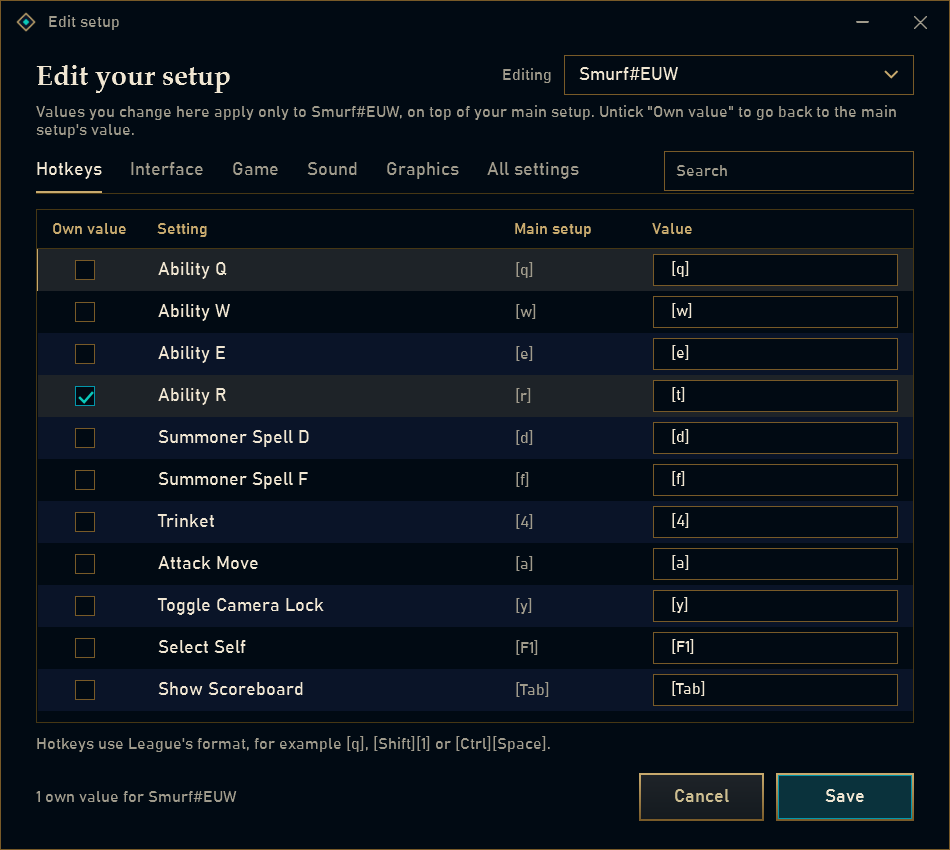 Edit setup
Edit your setup
Editing
Smurf#EUW
Values you change here apply only to Smurf#EUW, on top of your main setup. Untick "Own value" to go back to the main
setup's value.
Hotkeys Interface Game Sound Graphics All settings Search
Own value Setting Main setup Value
Ability Q [q] [q]
Ability W [w] [w]
Ability E [e] [e]
Ability R [r] [t]
Summoner Spell D [d] [d]
Summoner Spell F [f] [f]
Trinket [4] [4]
Attack Move [a] [a]
Toggle Camera Lock [y] [y]
Select Self [F1] [F1]
Show Scoreboard [Tab] [Tab]
Hotkeys use League's format, for example [q], [Shift][1] or [Ctrl][Space].
1 own value for Smurf#EUW
Cancel
Save